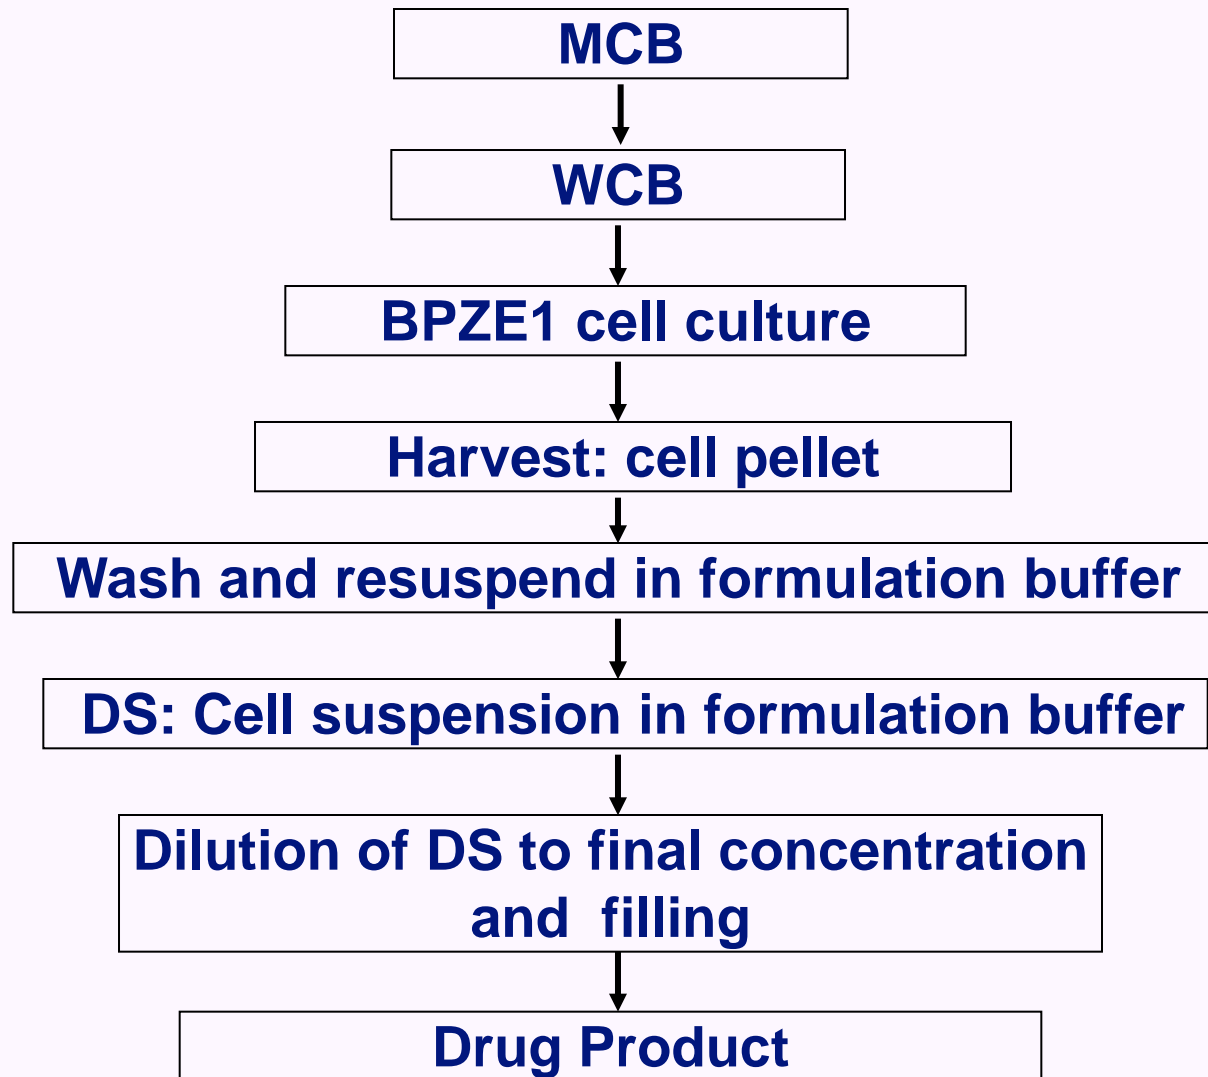 MCB
WCB
BPZE1 cell culture
Harvest: cell pellet
Wash and resuspend in formulation buffer
DS: Cell suspension in formulation buffer
Dilution of DS to final concentration
and filling
Drug Product